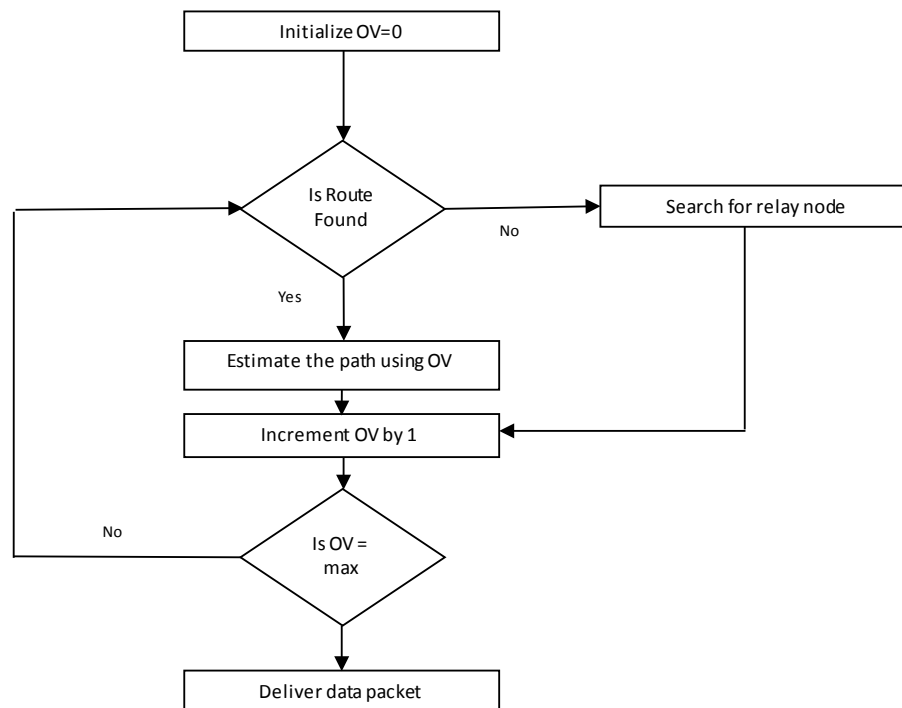 Initialize OV=0
Is Route
Found
No
Search for relay node
Yes
Estimate the path using OV
Increment OV by 1
No
Is OV =
max
Deliver data packet